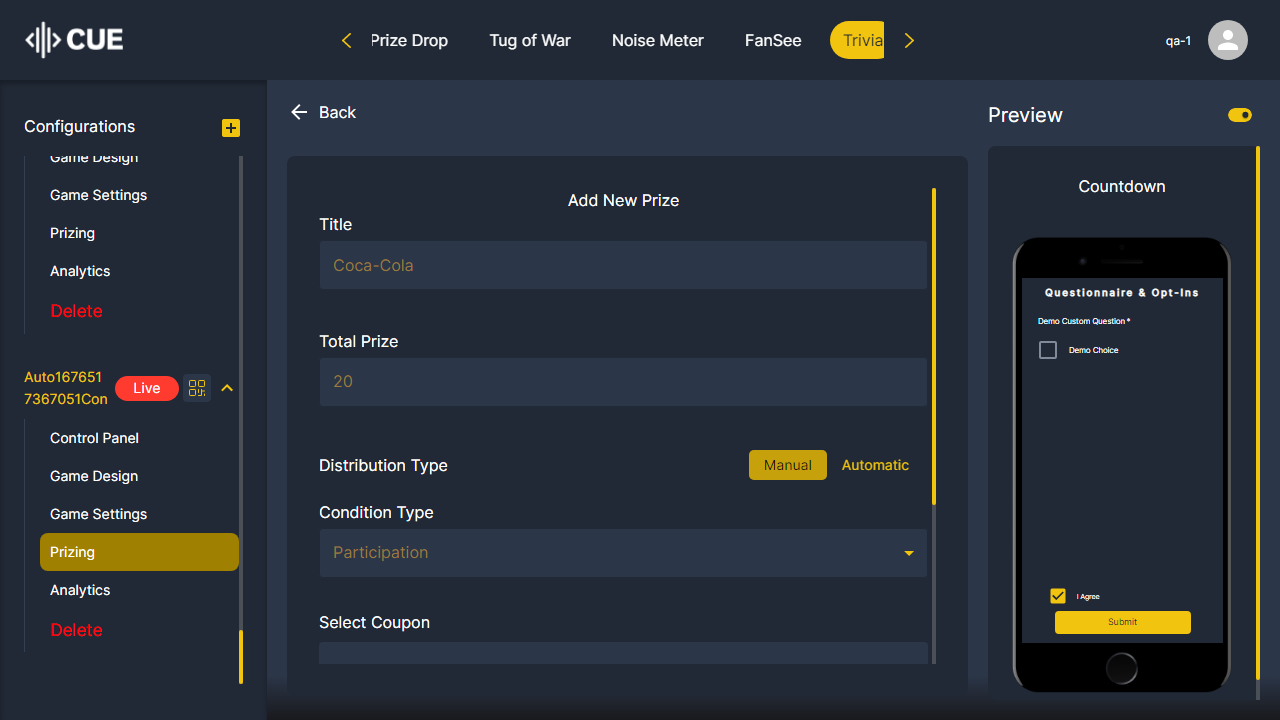 CUE
Prize Drop
Tug of War
Noise Meter
FanSee
Trivia
qa-1
Configurations
Game Design
Game Settings
Prizing
Analytics
Delete
Auto167651
7367051Con
Live
Control Panel
Game Design
Game Settings
Prizing
Analytics
Delete
Back
Add New Prize
Title
Coca-Cola
Total Prize
20
Distribution Type
Manual
Automatic
Condition Type
Participation
Select Coupon
Preview
Countdown
Questionnaire & Opt-Ins
Demo Custom Question *
Demo Choice
I Agree
Submit